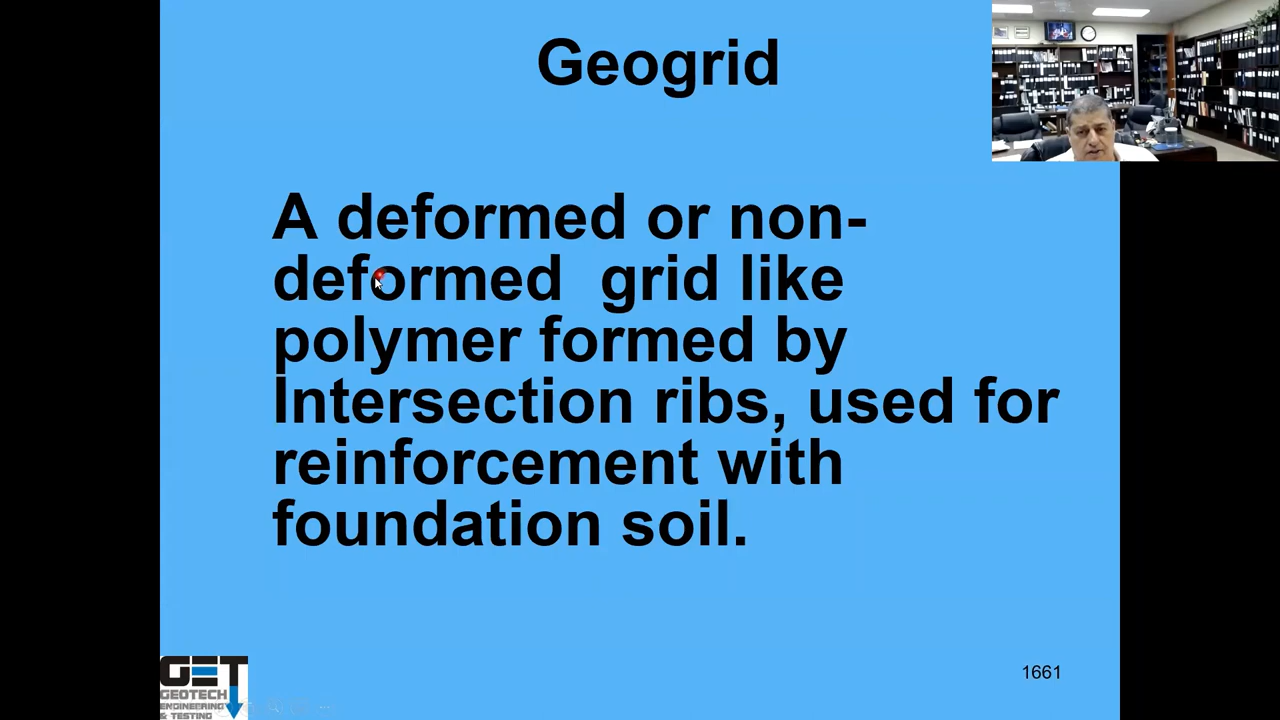 Geogrid
A deformed or non-
deformed grid like
polymer formed by
Intersection ribs, used for
reinforcement with
foundation soil.
GET
GEOTECH
ENGINEERING
& TESTING
1661